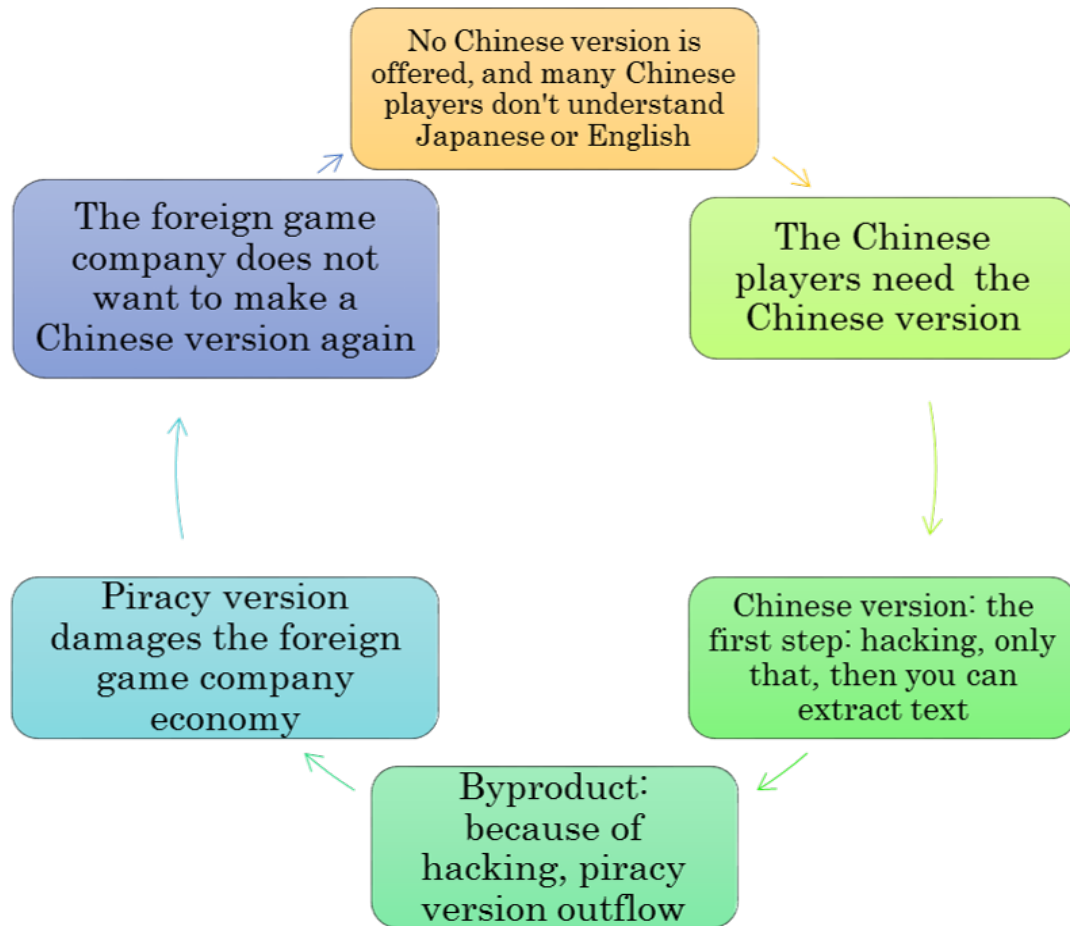 No Chinese version is
offered, and many Chinese
players don't understand
Japanese or English
The Chinese
players need the
Chinese version
Chinese version: the
first step: hacking, only
that, then you can
extract text
Byproduct:
because of
hacking, piracy
version outflow
Piracy version
damages the foreign
game company
economy
The foreign game
company does not
want to make a
Chinese version again